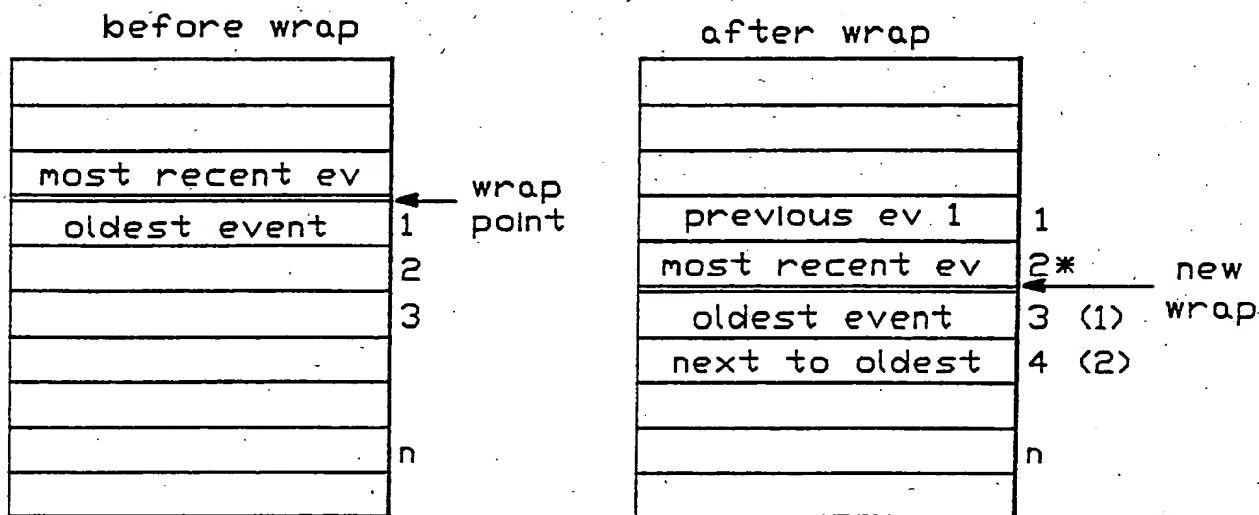 before wrap
most recent ev
oldest event 1
2
3
n
wrap
point
after wrap
previous ev 1 1
most recent ev 2*
oldest event 3 (1)
next to oldest 4 (2)
n
new
wrap